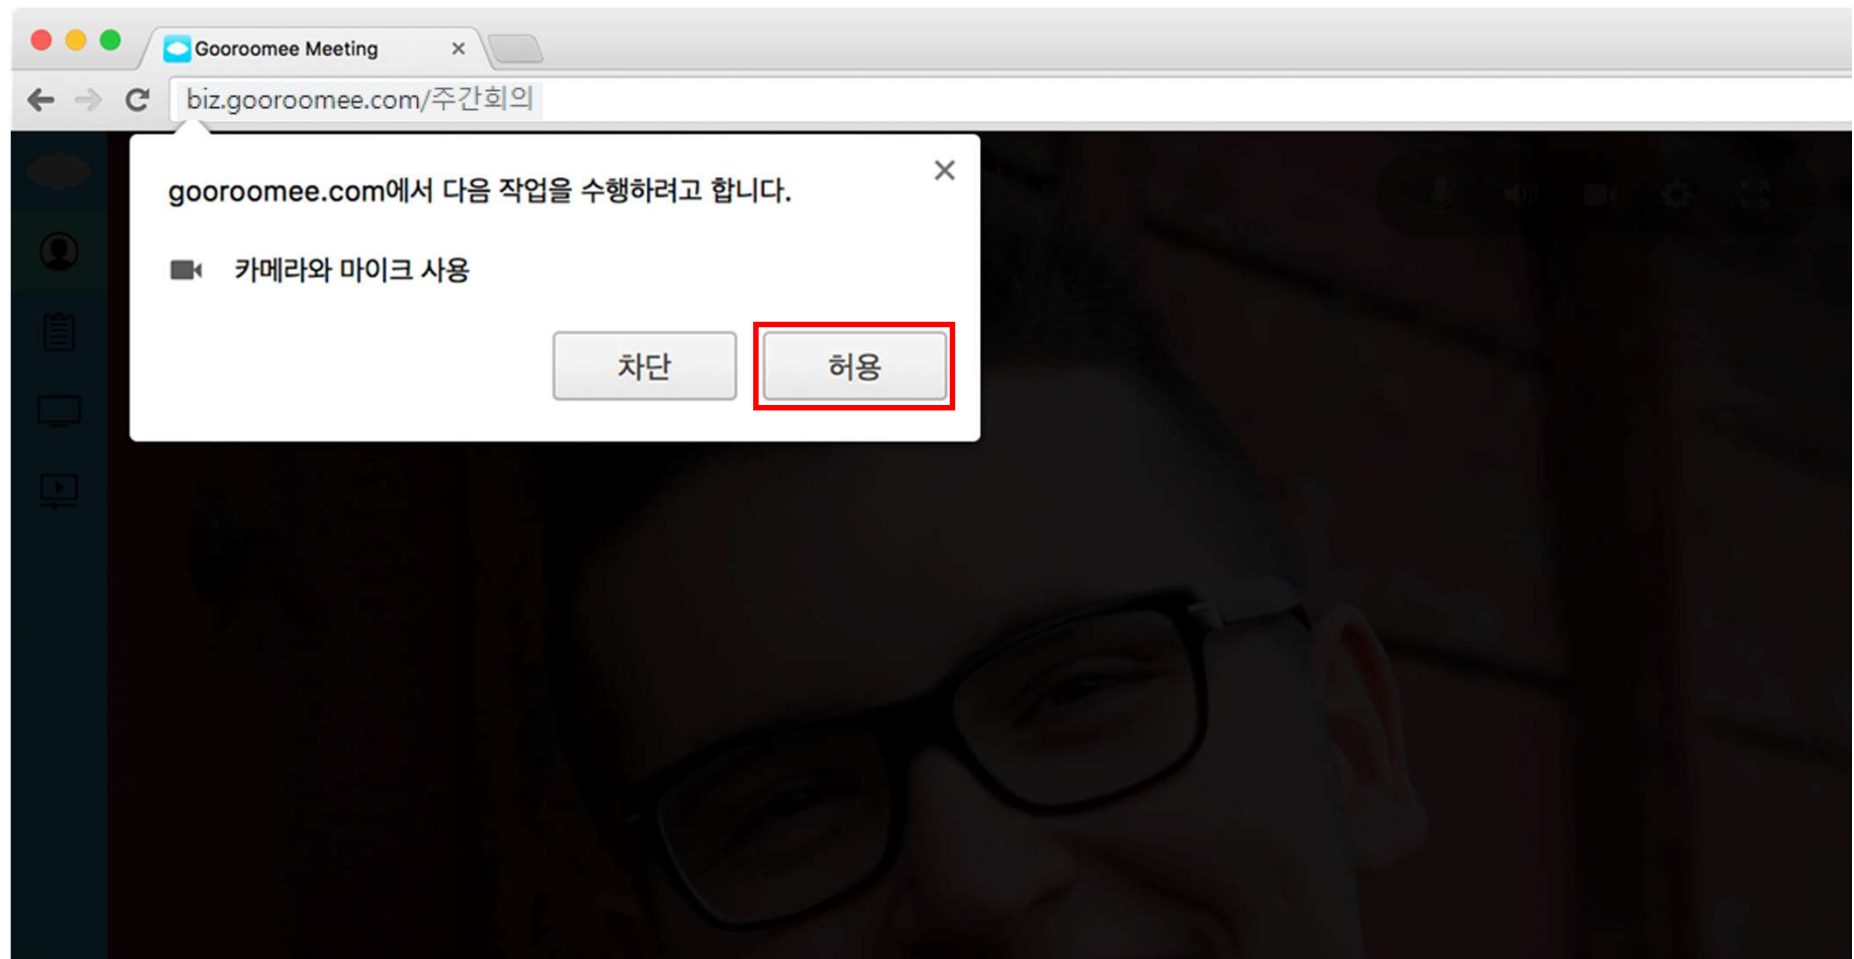 Gooroomee Meeting
biz.gooroomee.com/주간회의
gooroomee.com에서 다음 작업을 수행하려고 합니다.
카메라와 마이크 사용
차단 허용